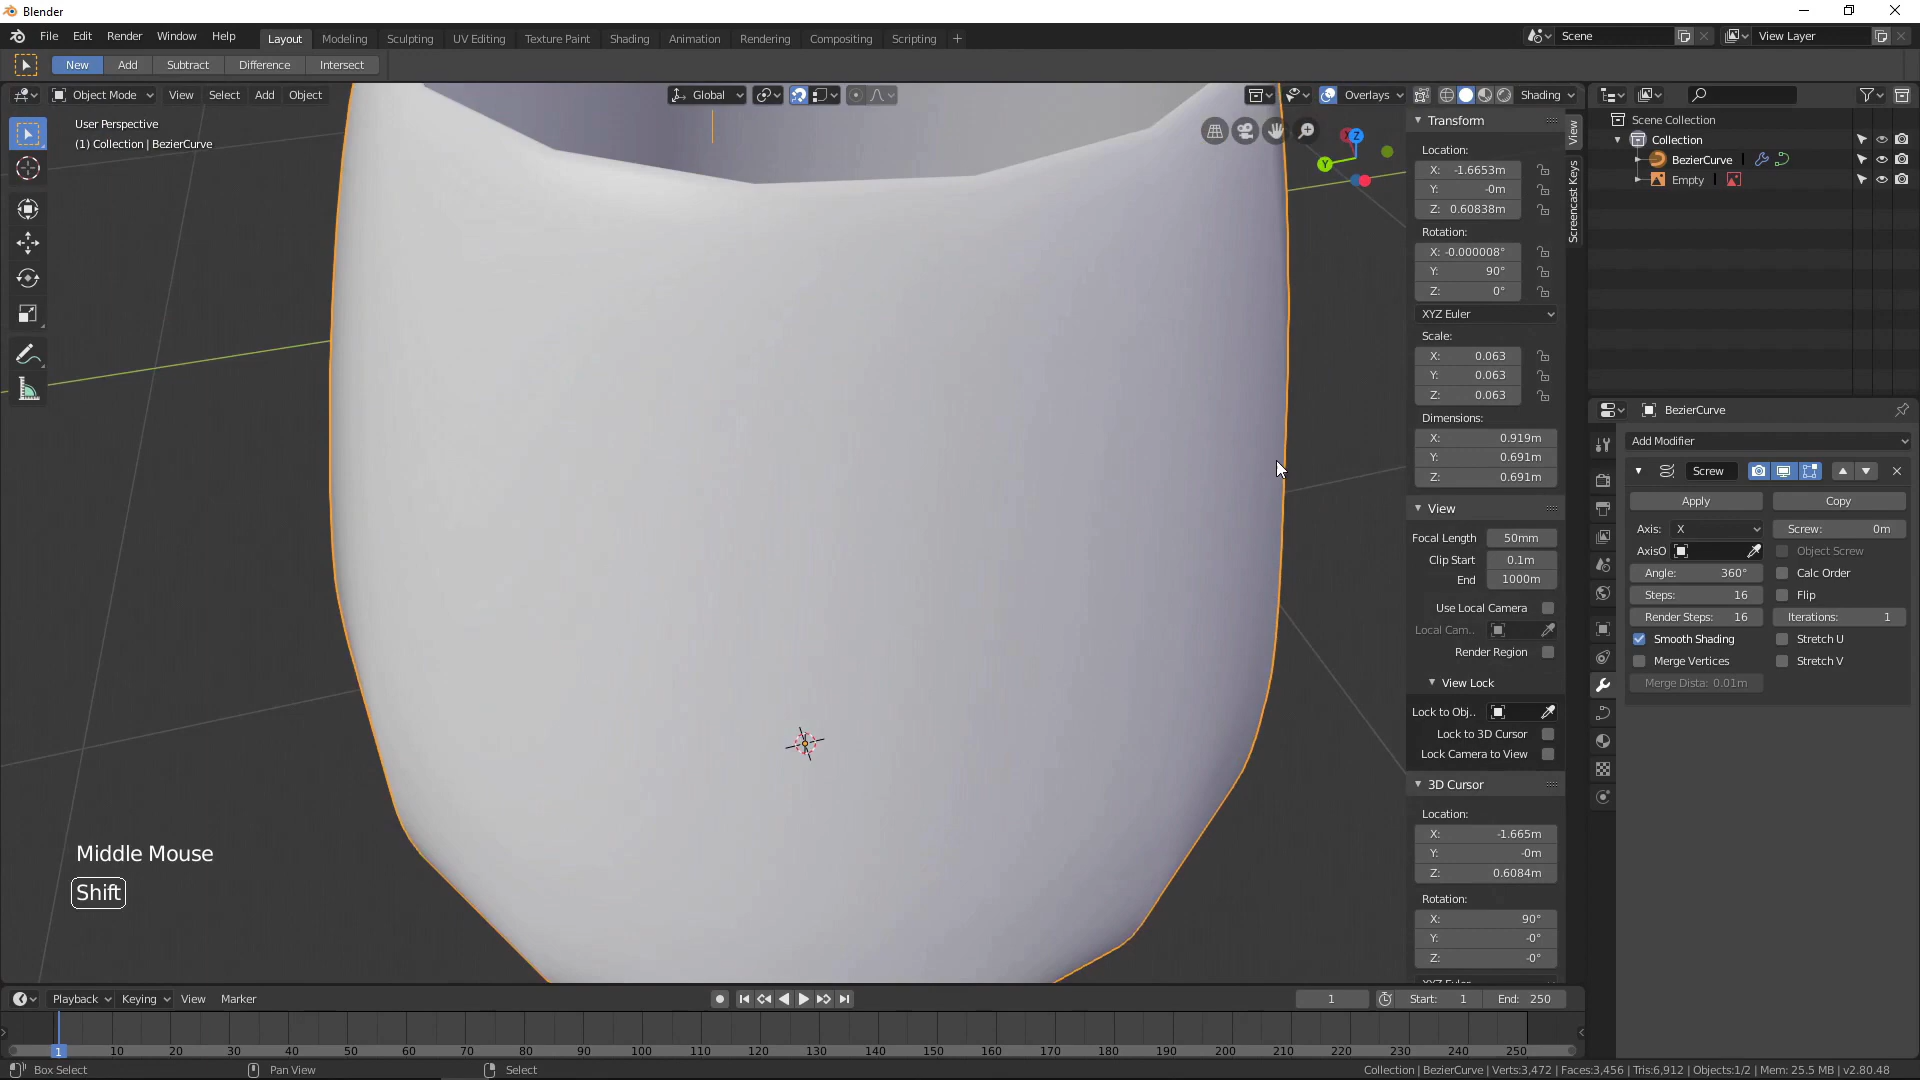 Blender
File Edit Render Window Help Layout Modeling Sculpting UV Editing Texture Paint Shading Animation Rendering Compositing Scripting + Scene View Layer
New Add Subtract Difference Intersect
Object Mode View Select Add Object Global Overlays Shading
User Perspective
(1) Collection | BezierCurve
Transform
Location:
X: -1.6653m
Y: -0m
Z: 0.60838m
Rotation:
X: -0.000008°
Y: 90°
Z: 0°
XYZ Euler
Scale:
X: 0.063
Y: 0.063
Z: 0.063
Dimensions:
X: 0.919m
Y: 0.691m
Z: 0.691m
View
Focal Length 50mm
Clip Start 0.1m
End 1000m
Use Local Camera
Local Cam..
Render Region
View Lock
Lock to Obj..
Lock to 3D Cursor
Lock Camera to View
3D Cursor
Location:
X: -1.665m
Y: -0m
Z: 0.6084m
Rotation:
X: 90°
Y: -0°
Z: -0°
XYZ Euler
View
Screencast Keys
Scene Collection
Collection
BezierCurve
Empty
BezierCurve
Add Modifier
Screw
Apply Copy
Axis: X Screw: 0m
AxisO Object Screw
Angle: 360° Calc Order
Steps: 16 Flip
Render Steps: 16 Iterations: 1
Smooth Shading Stretch U
Merge Vertices Stretch V
Merge Dista: 0.01m
X
Z
Y
Middle Mouse
Shift
Playback Keying View Marker 1 Start: 1 End: 250
1 10 20 30 40 50 60 70 80 90 100 110 120 130 140 150 160 170 180 190 200 210 220 230 240 250
Box Select Pan View Select Collection | BezierCurve | Verts:3,472 | Faces:3,456 | Tris:6,912 | Objects:1/2 | Mem: 25.5 MB | v2.80.48